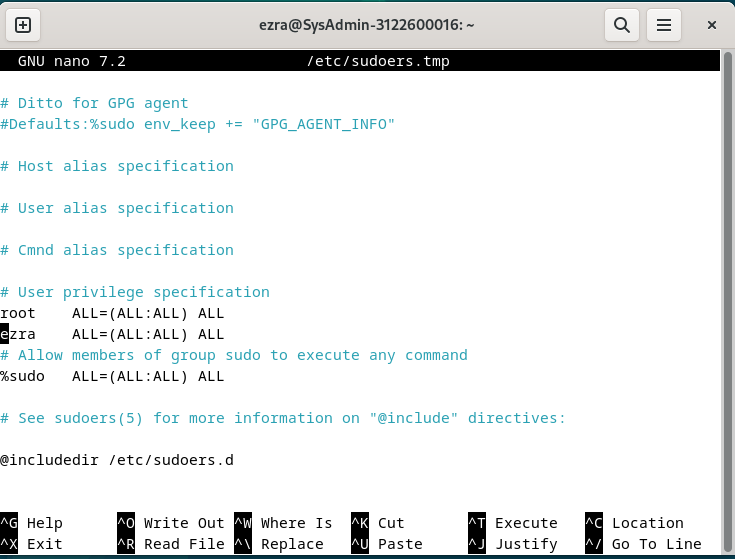 ezra@SysAdmin-3122600016: ~
GNU nano 7.2 /etc/sudoers.tmp
# Ditto for GPG agent
#Defaults:%sudo env_keep += "GPG_AGENT_INFO"
# Host alias specification
# User alias specification
# Cmnd alias specification
# User privilege specification
root    ALL=(ALL:ALL) ALL
ezra    ALL=(ALL:ALL) ALL
# Allow members of group sudo to execute any command
%sudo   ALL=(ALL:ALL) ALL
# See sudoers(5) for more information on "@include" directives:
@includedir /etc/sudoers.d
^G Help ^O Write Out ^W Where Is ^K Cut ^T Execute ^C Location
^X Exit ^R Read File ^\ Replace ^U Paste ^J Justify ^/ Go To Line